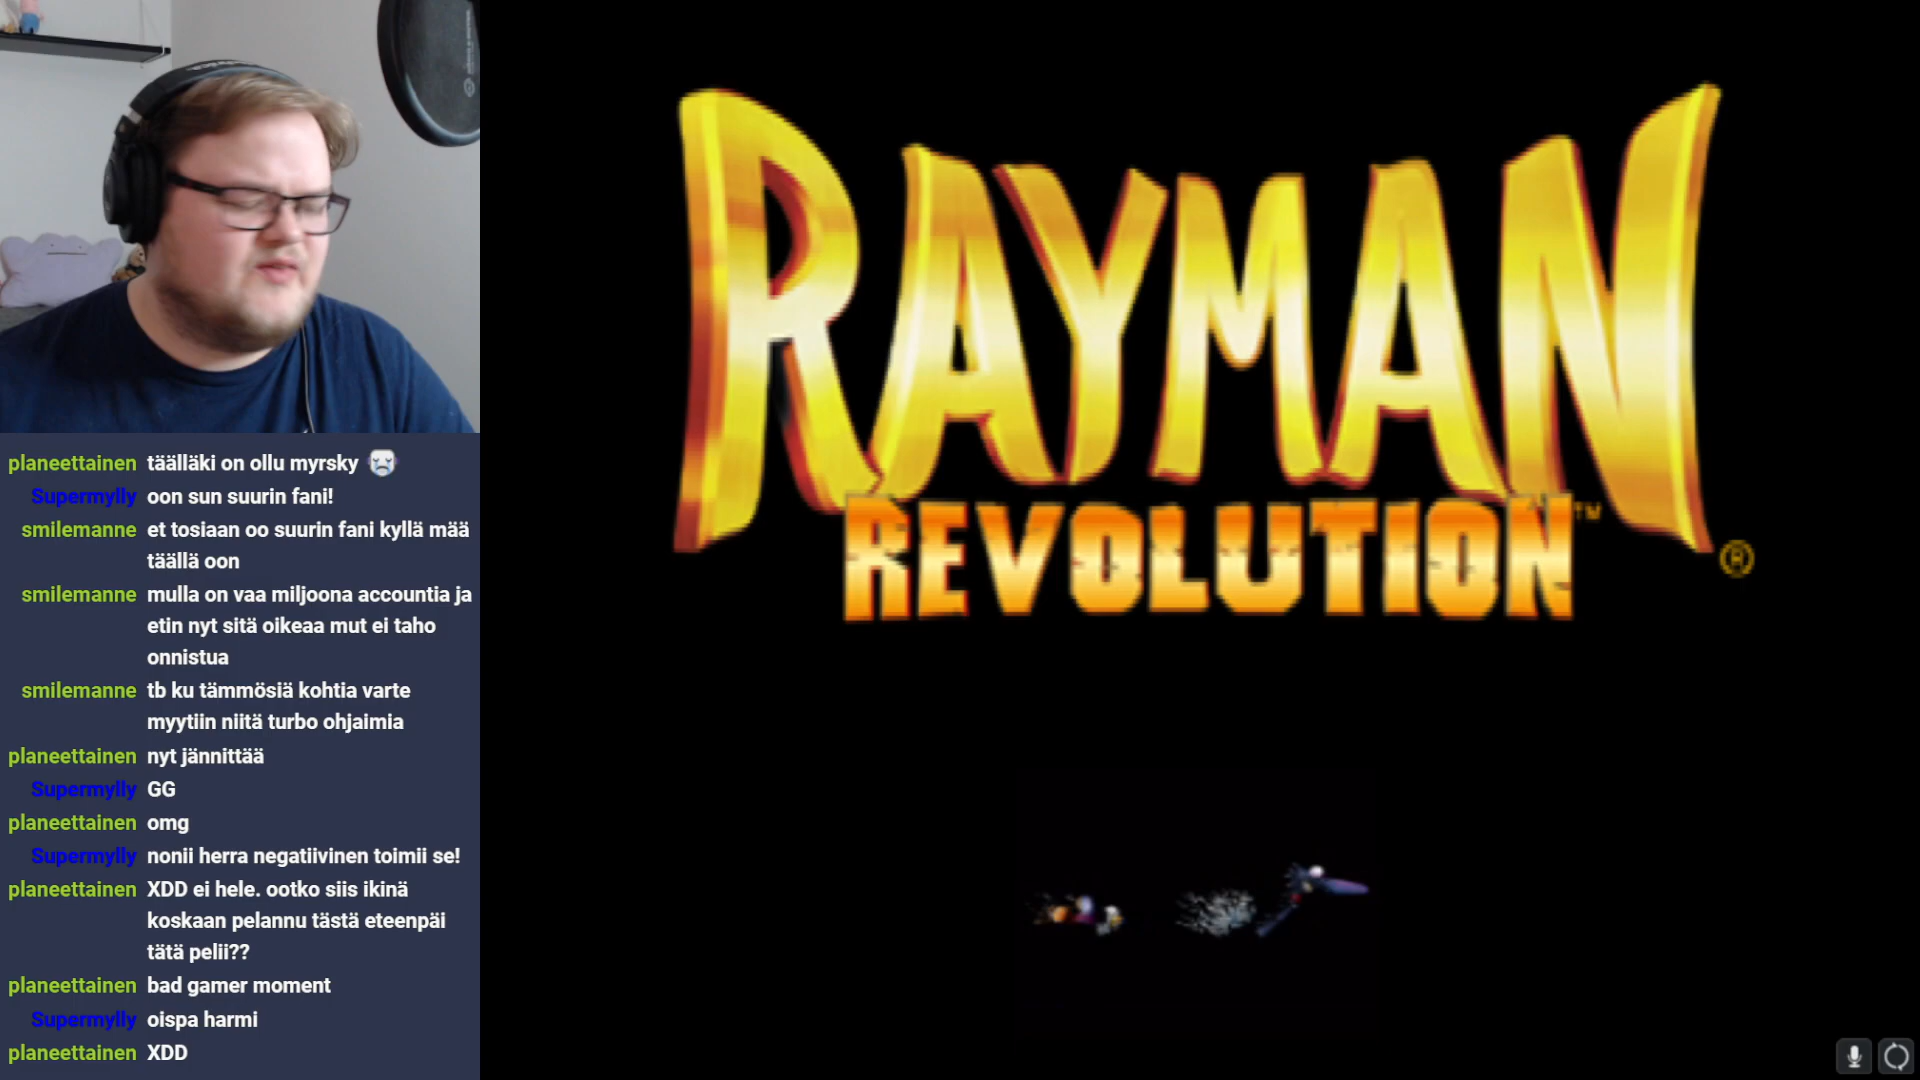 planeettainen täälläki on ollu myrsky
Supermylly oon sun suurin fani!
smilemanne et tosiaan oo suurin fani kyllä mää
täällä oon
smilemanne mulla on vaa miljoona accountia ja
etin nyt sitä oikeaa mut ei taho
onnistua
smilemanne tb ku tämmösiä kohtia varte
myytiin niitä turbo ohjaimia
planeettainen nyt jännittää
Supermylly GG
planeettainen omg
Supermylly nonii herra negatiivinen toimii se!
planeettainen XDD ei hele. ootko siis ikinä
koskaan pelannu tästä eteenpäi
tätä pelii??
planeettainen bad gamer moment
Supermylly oispa harmi
planeettainen XDD
RAYMAN
REVOLUTION™
®